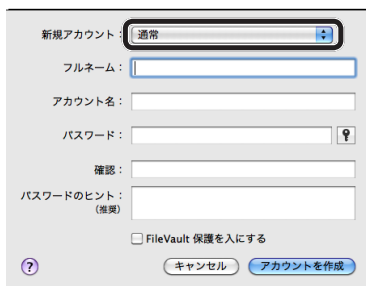 新規アカウント： 通常
フルネーム：
アカウント名：
パスワード：
確認：
パスワードのヒント：
(推奨)
FileVault 保護を入にする
? キャンセル アカウントを作成